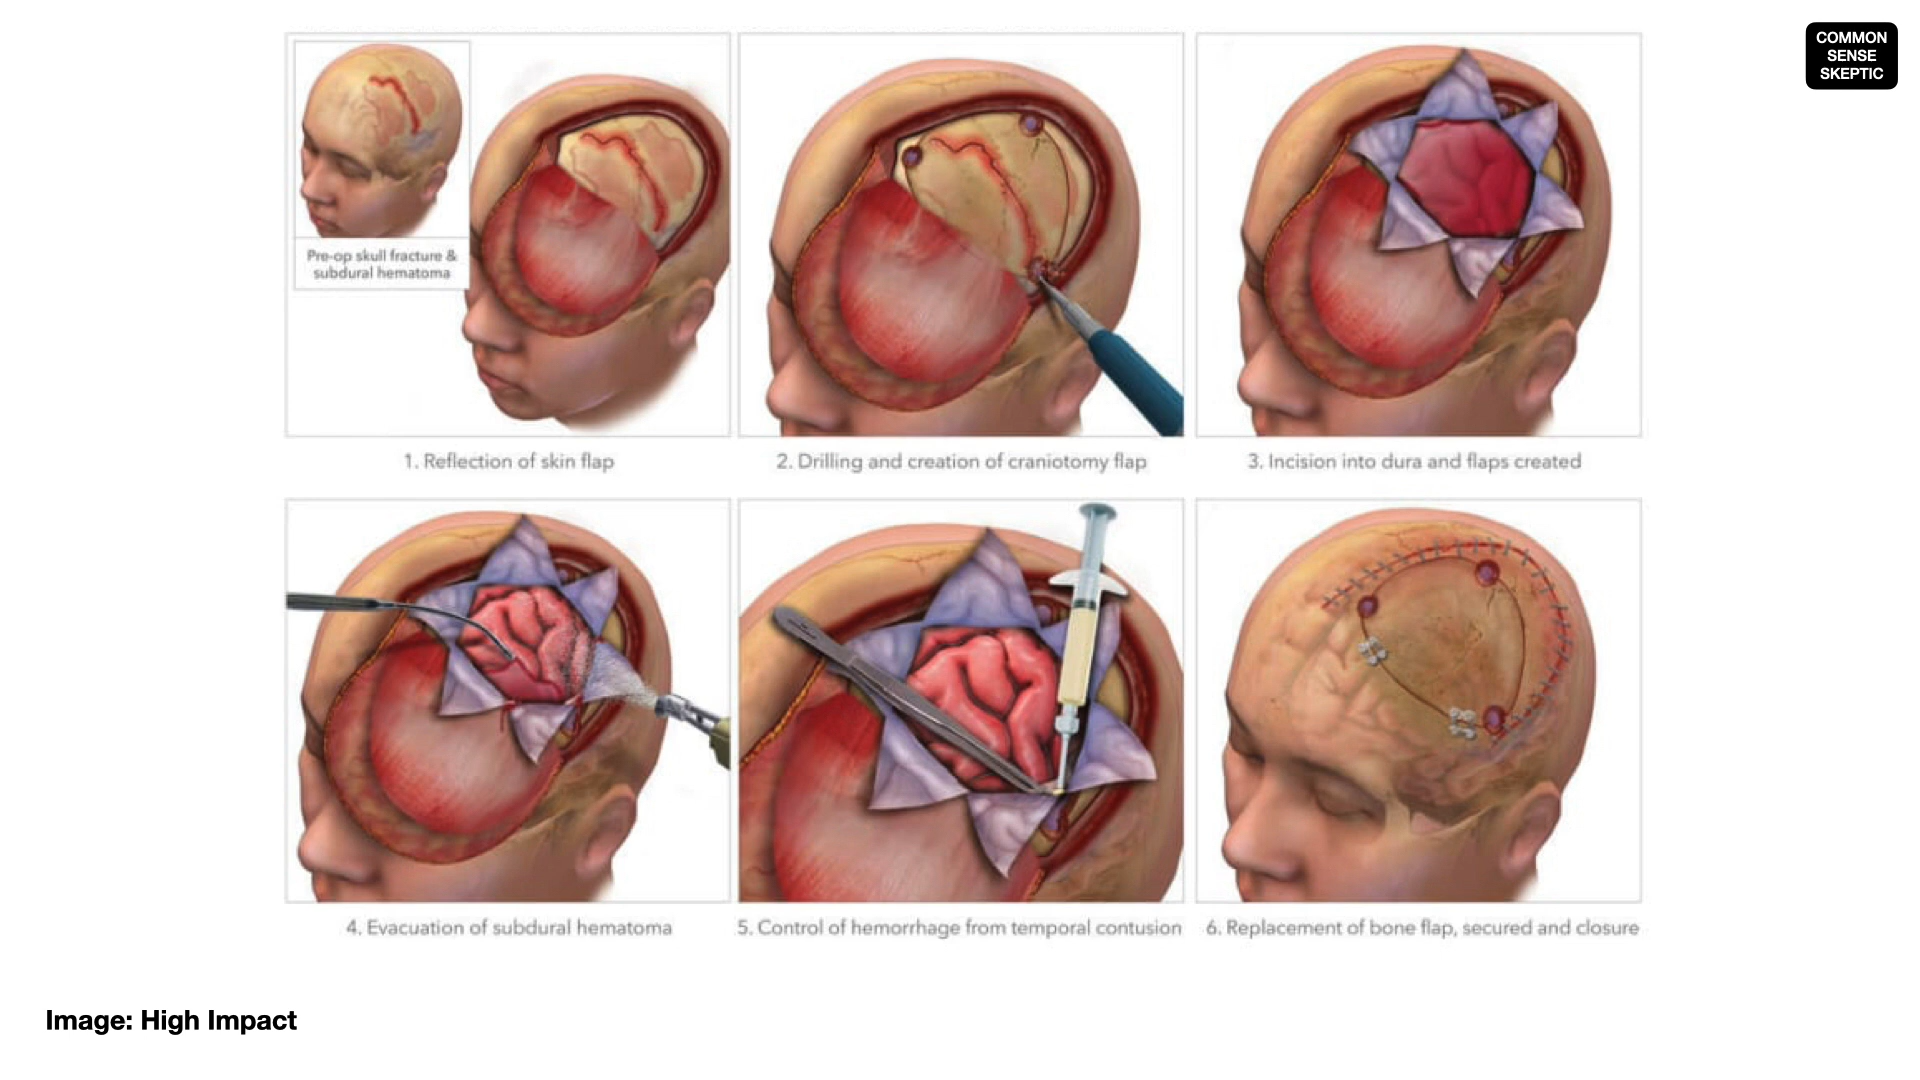 COMMON
SENSE
SKEPTIC
Pre-op skull fracture &
subdural hematoma
1. Reflection of skin flap
2. Drilling and creation of craniotomy flap
3. Incision into dura and flaps created
4. Evacuation of subdural hematoma
5. Control of hemorrhage from temporal contusion
6. Replacement of bone flap, secured and closure
Image: High Impact